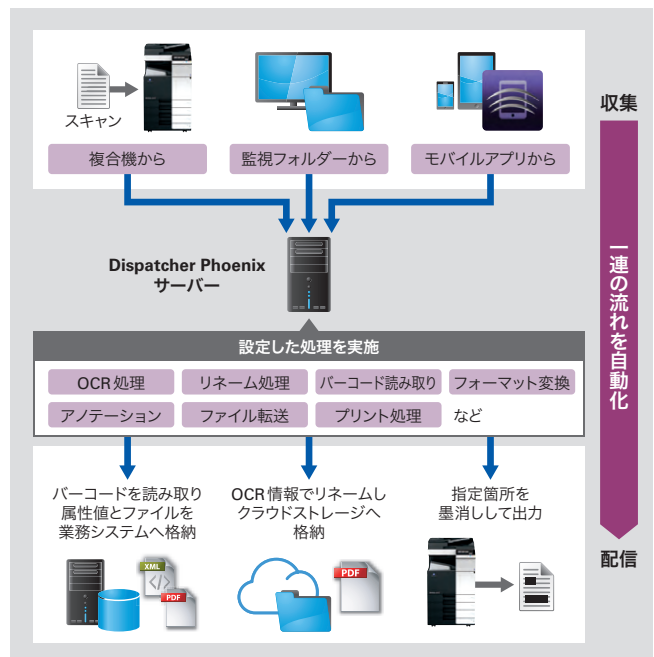 スキャン
複合機から
監視フォルダーから
モバイルアプリから
収集
Dispatcher Phoenix
サーバー
一連の流れを自動化
設定した処理を実施
OCR処理
リネーム処理
バーコード読み取り
フォーマット変換
アノテーション
ファイル転送
プリント処理
など
バーコードを読み取り
属性値とファイルを
業務システムへ格納
OCR情報でリネームし
クラウドストレージへ
格納
指定箇所を
墨消しして出力
配信
XML
</>
PDF
PDF